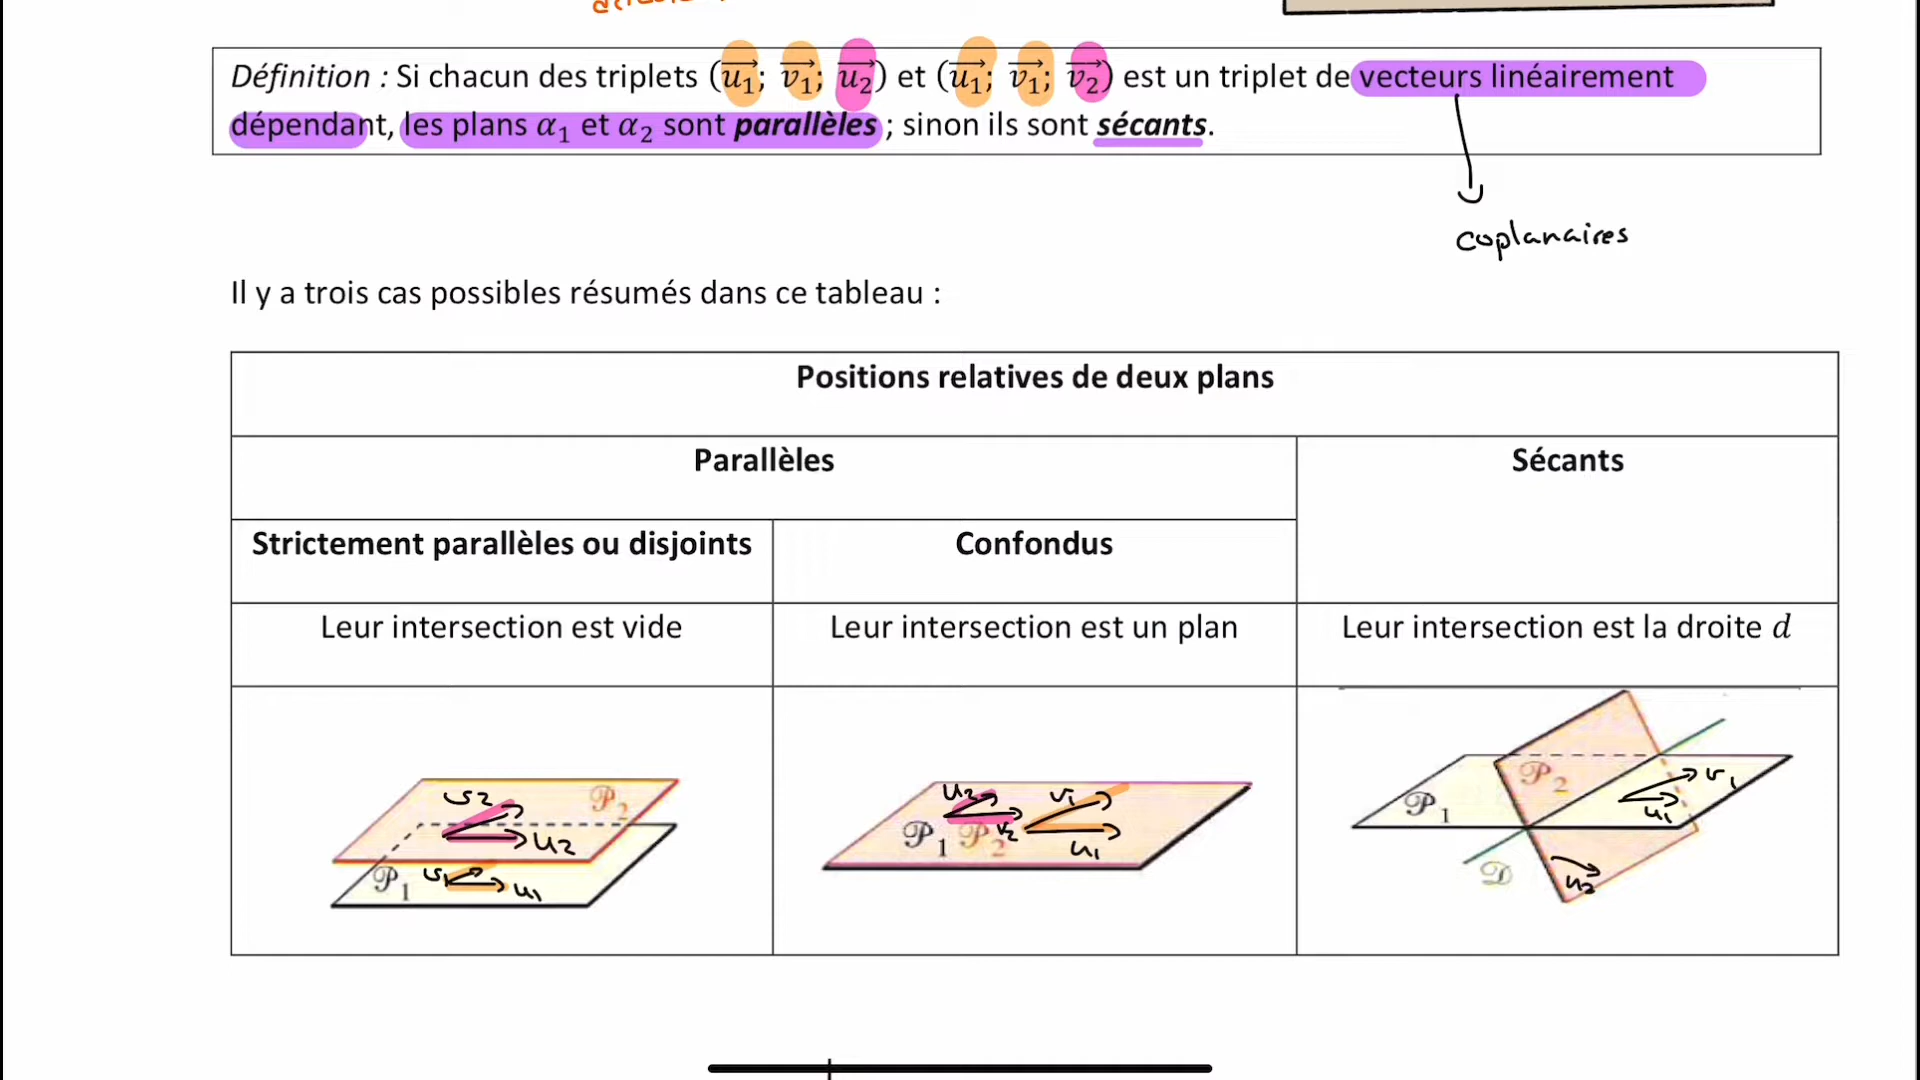 Définition : Si chacun des triplets (u₁; v₁; u₂) et (u₁; v₁; v₂) est un triplet de vecteurs linéairement
dépendant, les plans α₁ et α₂ sont parallèles ; sinon ils sont sécants.
coplanaires
Il y a trois cas possibles résumés dans ce tableau :
Positions relatives de deux plans
Parallèles
Sécants
Strictement parallèles ou disjoints
Confondus
Leur intersection est vide
Leur intersection est un plan
Leur intersection est la droite d
v2
P2
u2
P1
v1
u1
u2
v1
P1
P2
v2
u1
P2
v1
P1
u1
D
u2